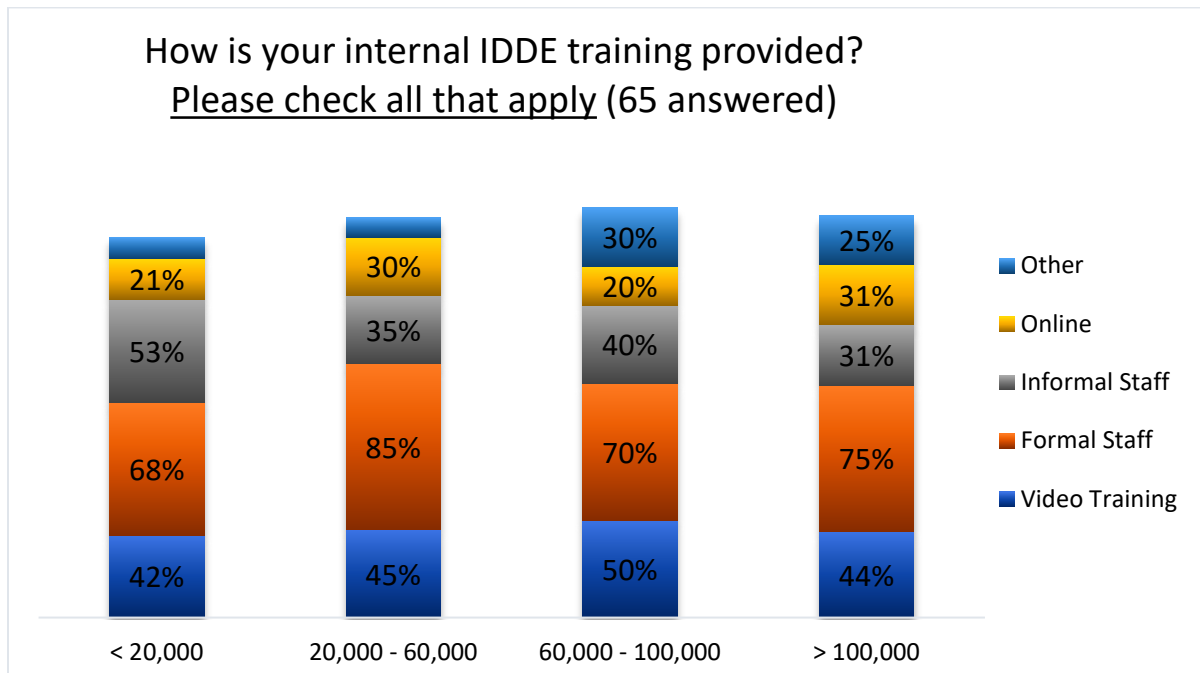 How is your internal IDDE training provided?
Please check all that apply (65 answered)
30%
25%
21%
30%
20%
31%
53%
35%
40%
31%
68%
85%
70%
75%
42%
45%
50%
44%
Other
Online
Informal Staff
Formal Staff
Video Training
< 20,000
20,000 - 60,000
60,000 - 100,000
> 100,000